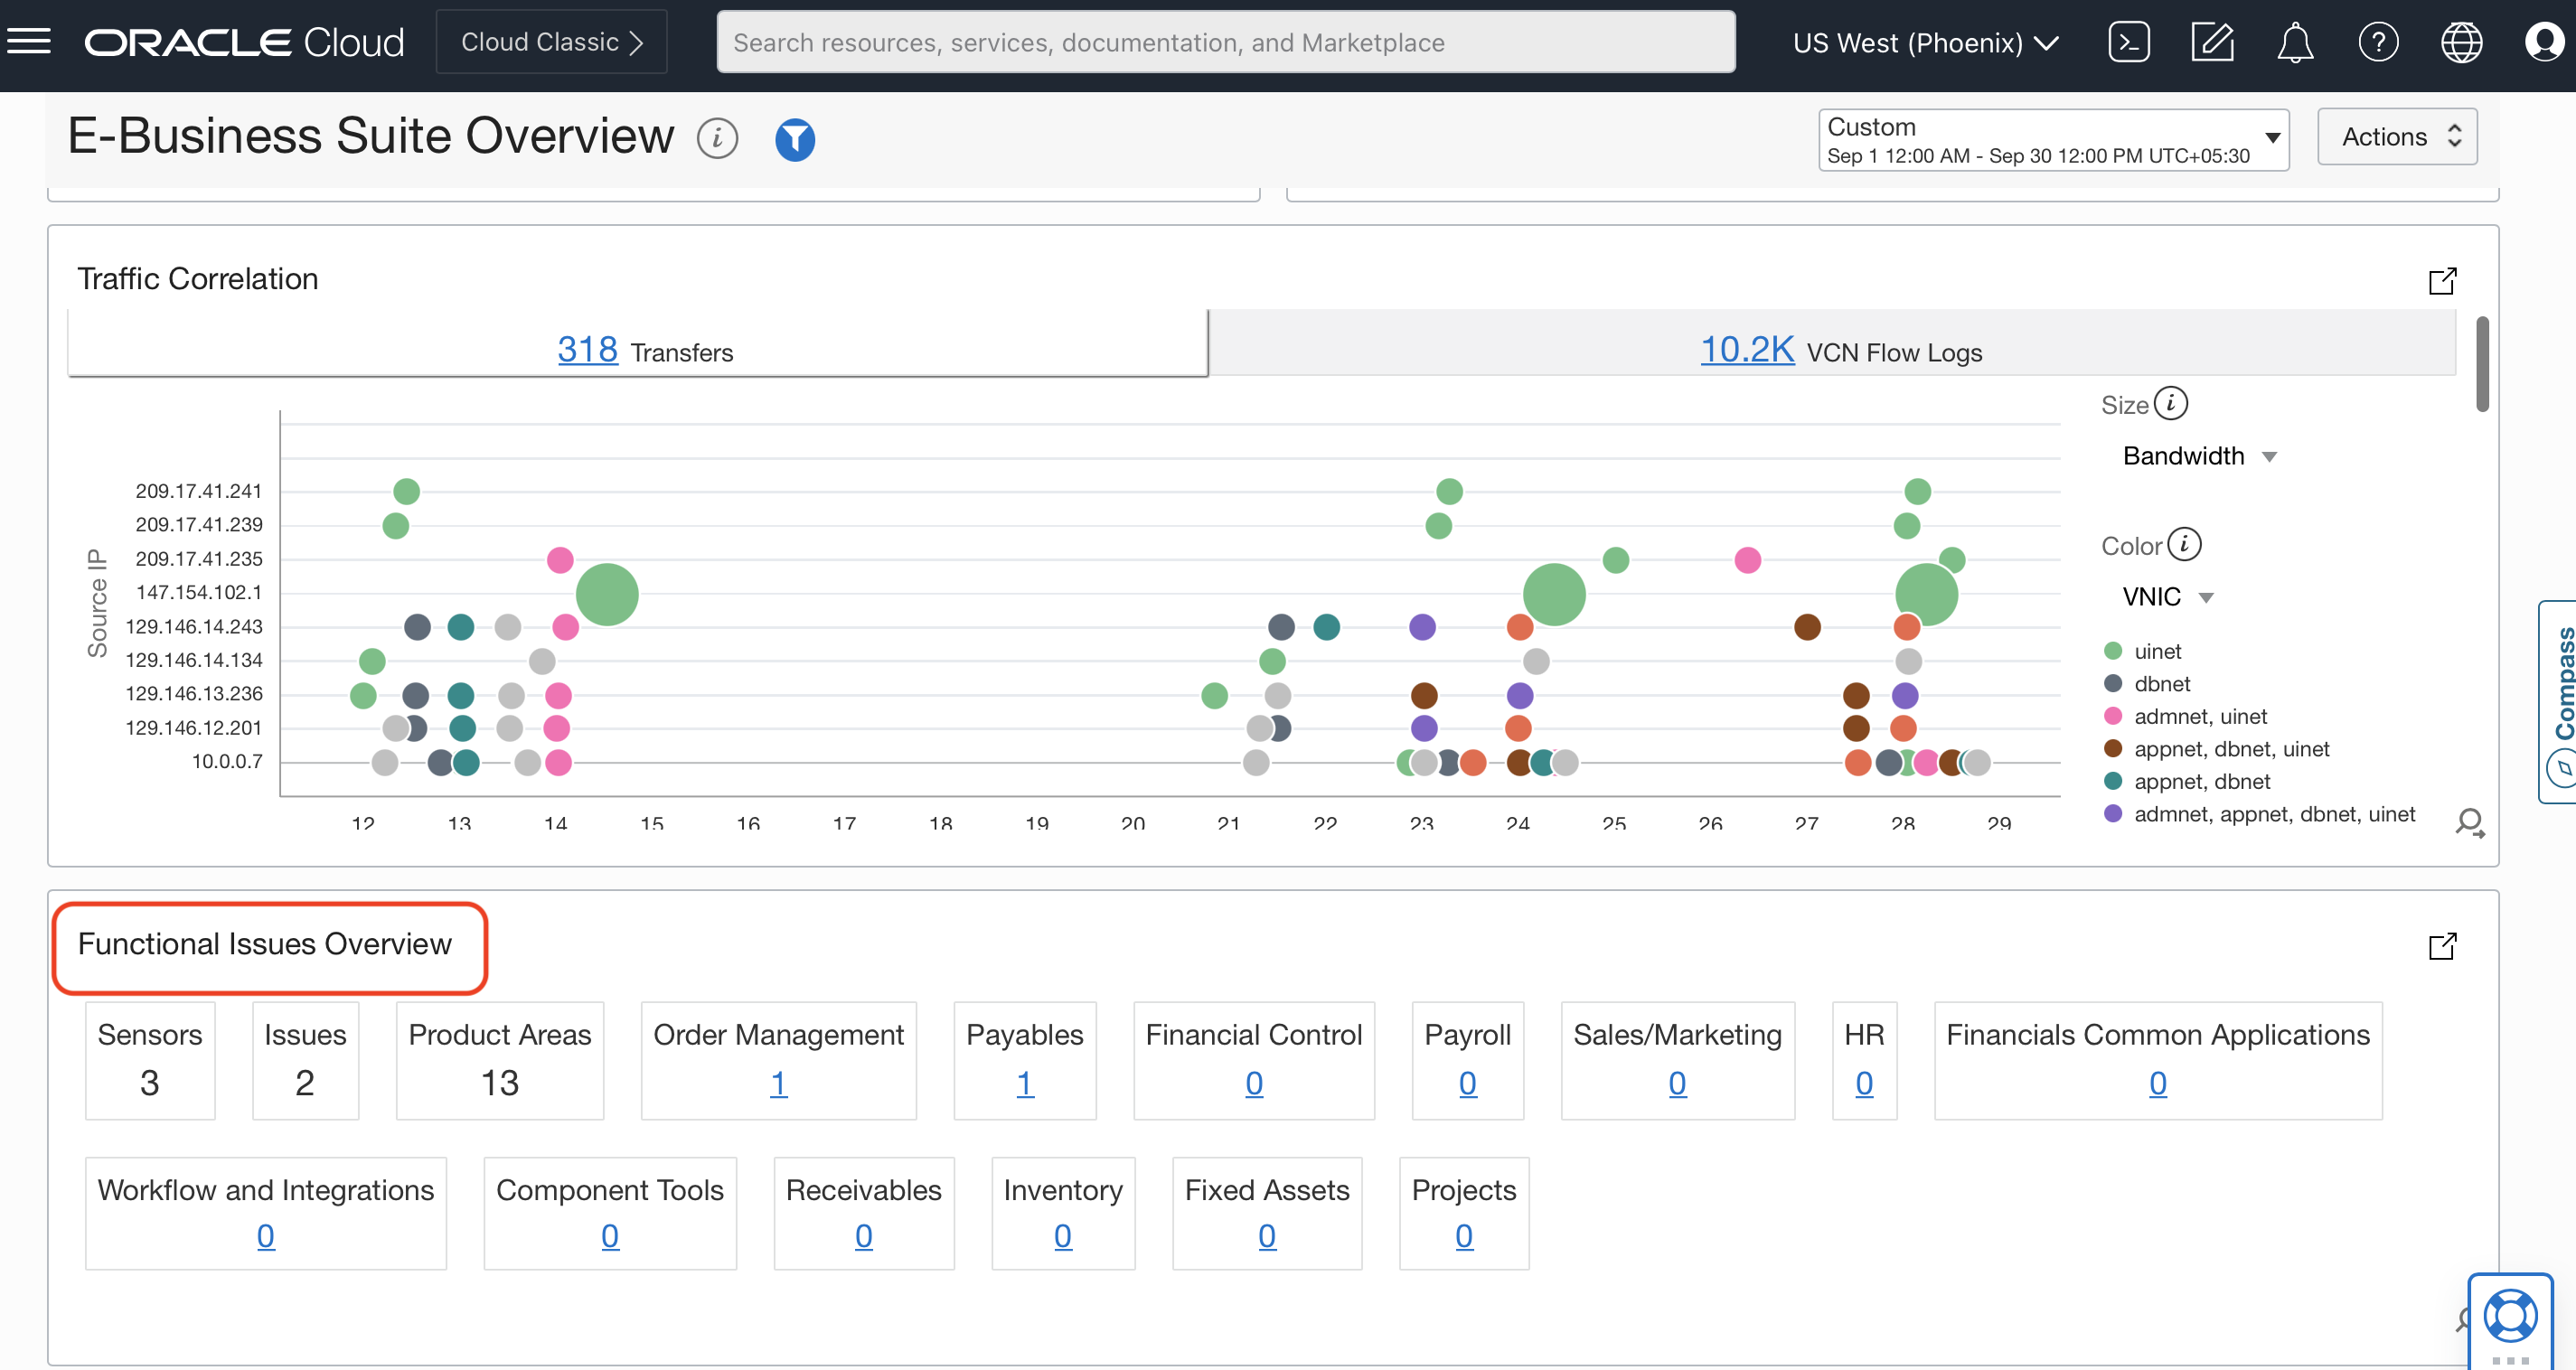 ORACLE Cloud
Cloud Classic >
Search resources, services, documentation, and Marketplace
US West (Phoenix)
E-Business Suite Overview
Custom
Sep 1 12:00 AM - Sep 30 12:00 PM UTC+05:30
Actions
Traffic Correlation
318 Transfers
10.2K VCN Flow Logs
Size
Bandwidth
Color
VNIC
uinet
dbnet
admnet, uinet
appnet, dbnet, uinet
appnet, dbnet
admnet, appnet, dbnet, uinet
Source IP
209.17.41.241
209.17.41.239
209.17.41.235
147.154.102.1
129.146.14.243
129.146.14.134
129.146.13.236
129.146.12.201
10.0.0.7
12 13 14 15 16 17 18 19 20 21 22 23 24 25 26 27 28 29
Compass
Functional Issues Overview
Sensors Issues Product Areas Order Management Payables Financial Control Payroll Sales/Marketing HR Financials Common Applications
3 2 13 1 1 0 0 0 0 0
Workflow and Integrations Component Tools Receivables Inventory Fixed Assets Projects
0 0 0 0 0 0